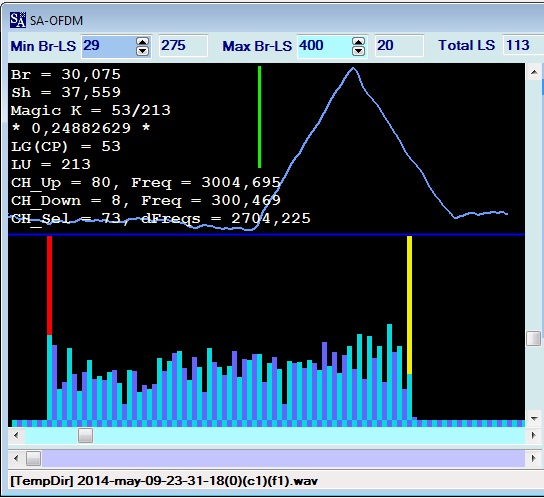 SA SA-OFDM
Min Br-LS 29 275 Max Br-LS 400 20 Total LS 113
Br = 30,075
Sh = 37,559
Magic K = 53/213
* 0,24882629 *
LG(CP) = 53
LU = 213
CH_Up = 80, Freq = 3004,695
CH_Down = 8, Freq = 300,469
CH_Sel = 73, dFreqs = 2704,225
[TempDir] 2014-may-09-23-31-18(0)(c1)(f1).wav